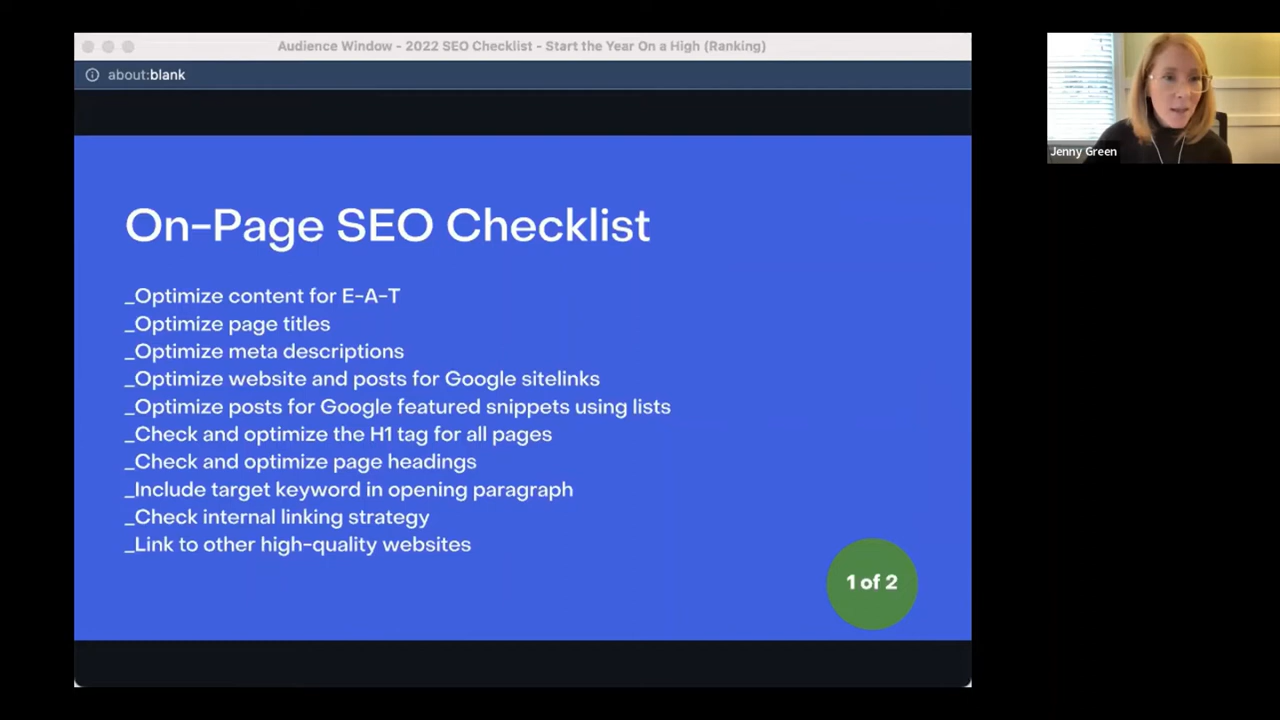 Audience Window - 2022 SEO Checklist - Start the Year On a High (Ranking)
about:blank
On-Page SEO Checklist
_Optimize content for E-A-T
_Optimize page titles
_Optimize meta descriptions
_Optimize website and posts for Google sitelinks
_Optimize posts for Google featured snippets using lists
_Check and optimize the H1 tag for all pages
_Check and optimize page headings
_Include target keyword in opening paragraph
_Check internal linking strategy
_Link to other high-quality websites
1 of 2
Jenny Green